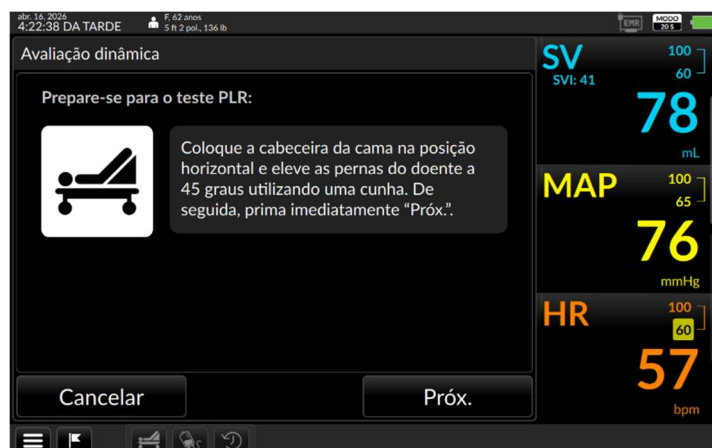 abr. 16. 2026
4:22:38 DA TARDE
F, 62 anos
5 ft 2 pol., 136 lb
EMR
MODO
20 S
Avaliação dinâmica
Prepare-se para o teste PLR:
Coloque a cabeceira da cama na posição
horizontal e eleve as pernas do doente a
45 graus utilizando uma cunha. De
seguida, prima imediatamente “Próx.”.
Cancelar
Próx.
SV
SVI: 41
100
60
78
mL
MAP
100
65
76
mmHg
HR
100
60
57
bpm